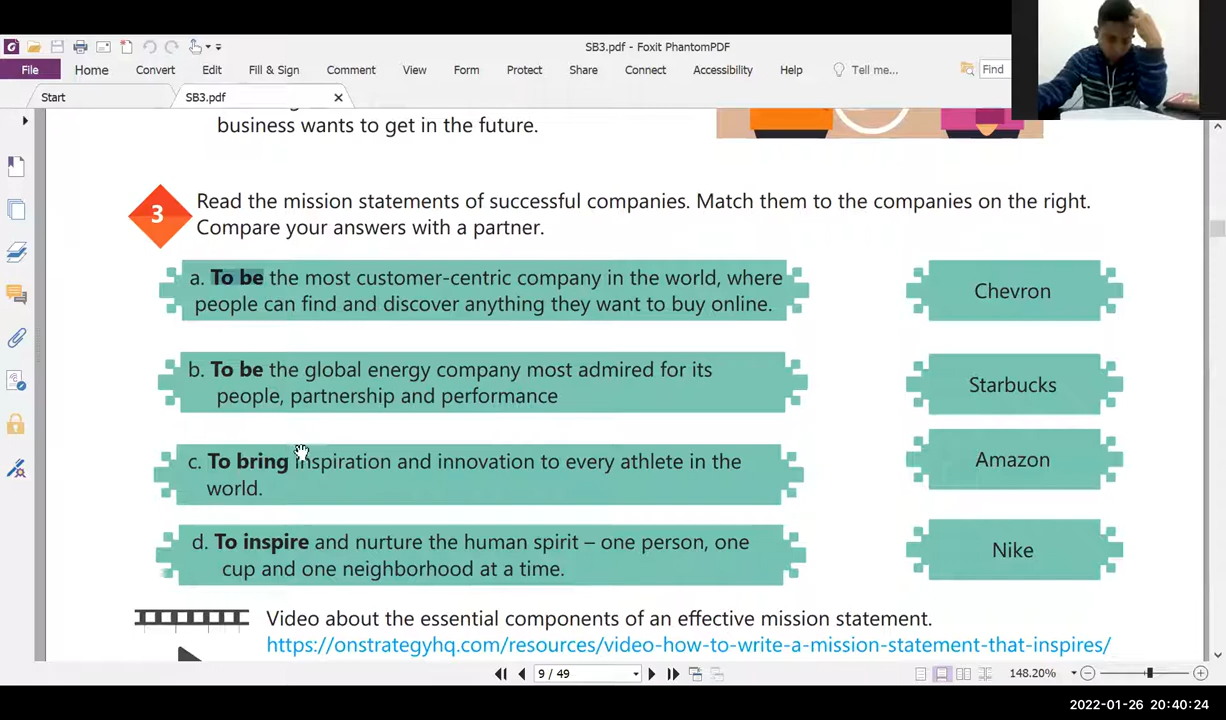 SB3.pdf - Foxit PhantomPDF
File Home Convert Edit Fill & Sign Comment View Form Protect Share Connect Accessibility Help Tell me... Find
Start SB3.pdf
business wants to get in the future.
3
Read the mission statements of successful companies. Match them to the companies on the right.
Compare your answers with a partner.
a. To be the most customer-centric company in the world, where
people can find and discover anything they want to buy online.
Chevron
b. To be the global energy company most admired for its
people, partnership and performance
Starbucks
c. To bring inspiration and innovation to every athlete in the
world.
Amazon
d. To inspire and nurture the human spirit – one person, one
cup and one neighborhood at a time.
Nike
Video about the essential components of an effective mission statement.
https://onstrategyhq.com/resources/video-how-to-write-a-mission-statement-that-inspires/
9 / 49
148.20%
2022-01-26 20:40:24